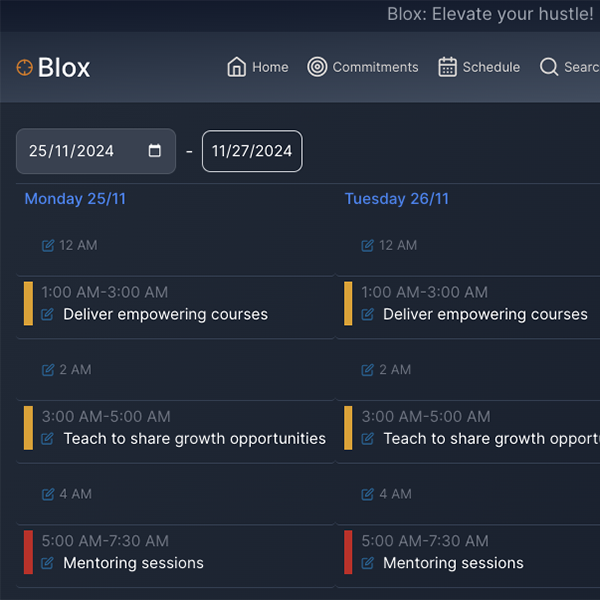 Blox: Elevate your hustle!
Blox
Home
Commitments
Schedule
Searc
25/11/2024 - 11/27/2024
Monday 25/11
Tuesday 26/11
12 AM
12 AM
1:00 AM-3:00 AM
1:00 AM-3:00 AM
Deliver empowering courses
Deliver empowering courses
2 AM
2 AM
3:00 AM-5:00 AM
3:00 AM-5:00 AM
Teach to share growth opportunities
Teach to share growth opport
4 AM
4 AM
5:00 AM-7:30 AM
5:00 AM-7:30 AM
Mentoring sessions
Mentoring sessions